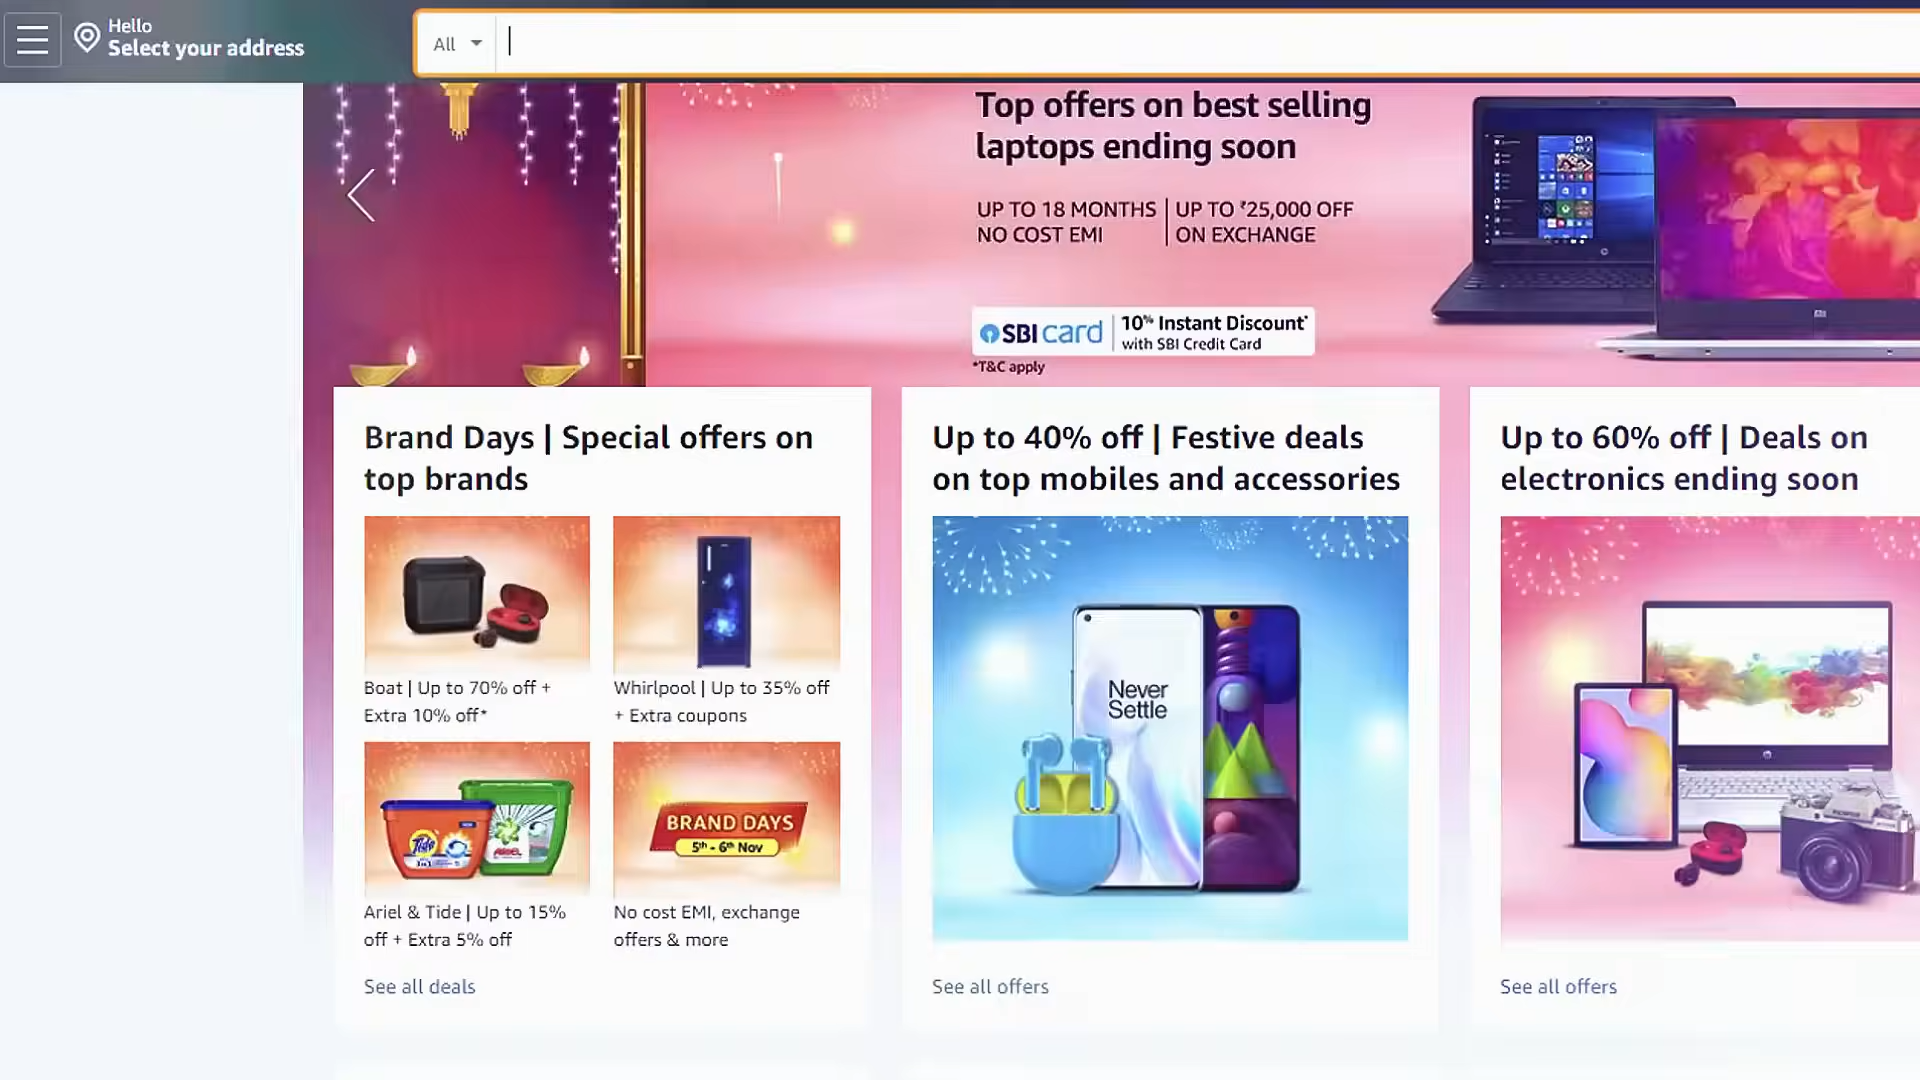 Hello
Select your address
All
Top offers on best selling
laptops ending soon
UP TO 18 MONTHS
NO COST EMI
UP TO ₹25,000 OFF
ON EXCHANGE
SBI card
10% Instant Discount*
with SBI Credit Card
*T&C apply
Brand Days | Special offers on
top brands
Boat | Up to 70% off +
Extra 10% off*
Whirlpool | Up to 35% off
+ Extra coupons
Tide
ARIEL
BRAND DAYS
5th - 6th Nov
Ariel & Tide | Up to 15%
off + Extra 5% off
No cost EMI, exchange
offers & more
See all deals
Up to 40% off | Festive deals
on top mobiles and accessories
Never
Settle
See all offers
Up to 60% off | Deals on
electronics ending soon
See all offers